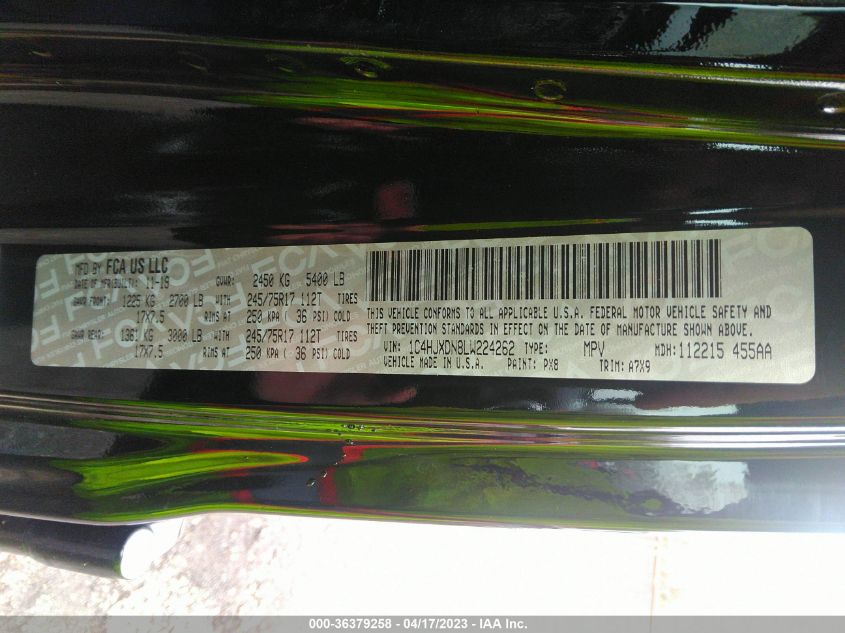 MFD BY FCA US LLC
DATE OF MFR(BUILT): 11-19 GVWR: 2450 KG 5400 LB
GAWR FRONT: 1225 KG 2700 LB WITH 245/75R17 112T TIRES
17X7.5 RIMS AT 250 KPA ( 36 PSI) COLD
GAWR REAR: 1361 KG 3000 LB WITH 245/75R17 112T TIRES
17X7.5 RIMS AT 250 KPA ( 36 PSI) COLD
THIS VEHICLE CONFORMS TO ALL APPLICABLE U.S.A. FEDERAL MOTOR VEHICLE SAFETY AND
THEFT PREVENTION STANDARDS IN EFFECT ON THE DATE OF MANUFACTURE SHOWN ABOVE.
VIN: 1C4HJXDN8LW224262 TYPE: MPV MDH: 112215 455AA
VEHICLE MADE IN U.S.A. PAINT: PX8 TRIM: A7X9
000-36379258 - 04/17/2023 - IAA Inc.